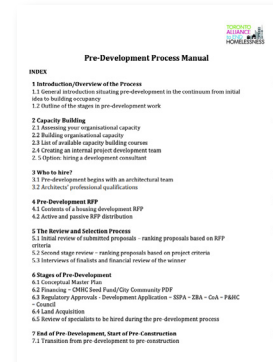 TORONTO
ALLIANCE
TO END
HOMELESSNESS
Pre-Development Process Manual
INDEX
1 Introduction/Overview of the Process
1.1 General introduction situating pre-development in the continuum from initial
idea to building occupancy
1.2 Outline of the stages in pre-development work
2 Capacity Building
2.1 Assessing your organisational capacity
2.2 Building organisational capacity
2.3 List of available capacity building courses
2.4 Creating an internal project development team
2. 5 Option: hiring a development consultant
3 Who to hire?
3.1 Pre-development begins with an architectural team
3.2 Architects' professional qualifications
4 Pre-Development RFP
4.1 Contents of a housing development RFP
4.2 Active and passive RFP distribution
5 The Review and Selection Process
5.1 Initial review of submitted proposals – ranking proposals based on RFP
criteria
5.2 Second stage review – ranking proposals based on project criteria
5.3 Interviews of finalists and financial review of the winner
6 Stages of Pre-Development
6.1 Conceptual Master Plan
6.2 Financing – CMHC Seed Fund/City Community PDF
6.3 Regulatory Approvals - Development Application – SSPA – ZBA – CoA – P&HC
– Council
6.4 Land Acquisition
6.5 Review of specialists to be hired during the pre-development process
7 End of Pre-Development, Start of Pre-Construction
7.1 Transition from pre-development to pre-construction